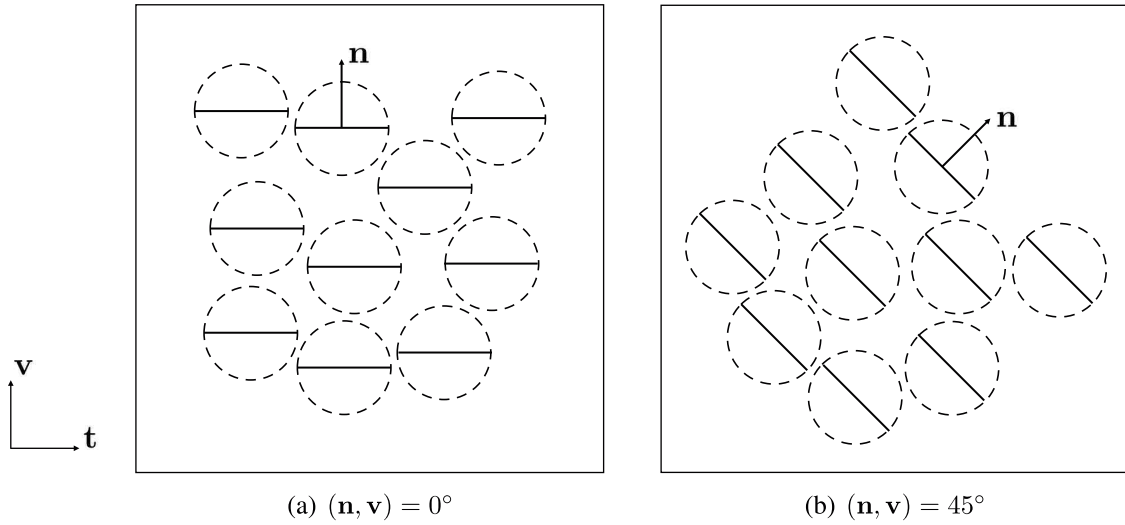 n
n
v
t
(a) (n, v) = 0°
(b) (n, v) = 45°